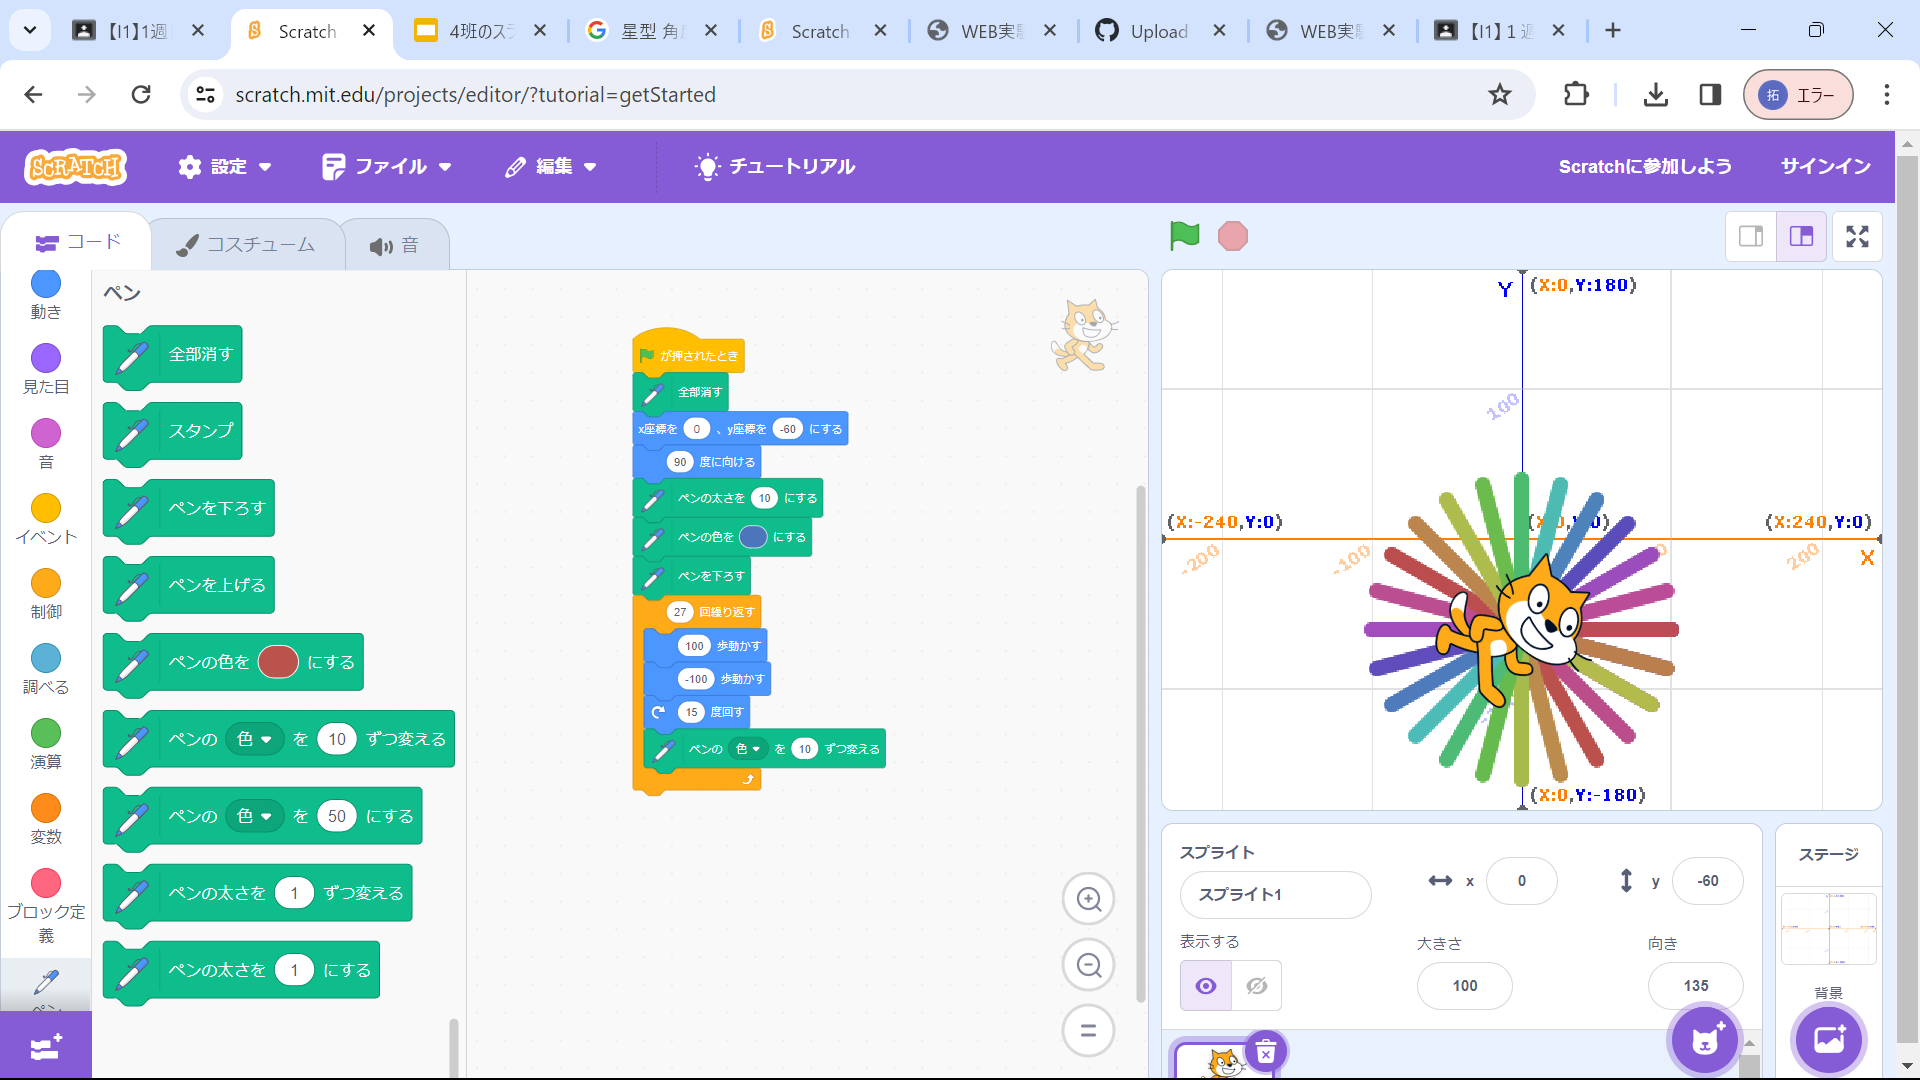 【I1】1週
Scratch
4班のス
星型 角
Scratch
WEB実
Upload
WEB実
【I1】1 週
scratch.mit.edu/projects/editor/?tutorial=getStarted
拓
エラー
SCRATCH
設定
ファイル
編集
チュートリアル
Scratchに参加しよう
サインイン
コード
コスチューム
音
動き
見た目
音
イベント
制御
調べる
演算
変数
ブロック定
義
ペン
全部消す
スタンプ
ペンを下ろす
ペンを上げる
ペンの色を にする
ペンの 色 を 10 ずつ変える
ペンの 色 を 50 にする
ペンの太さを 1 ずつ変える
ペンの太さを 1 にする
が押されたとき
全部消す
x座標を 0 、y座標を -60 にする
90 度に向ける
ペンの太さを 10 にする
ペンの色を にする
ペンを下ろす
27 回繰り返す
100 歩動かす
-100 歩動かす
15 度回す
ペンの 色 を 10 ずつ変える
Y
(X:0,Y:180)
100
(X:-240,Y:0)
(X:240,Y:0)
-200
-100
200
X
(X:0,Y:-180)
スプライト
スプライト1
x 0
y -60
表示する
大きさ
向き
100
135
ステージ
背景